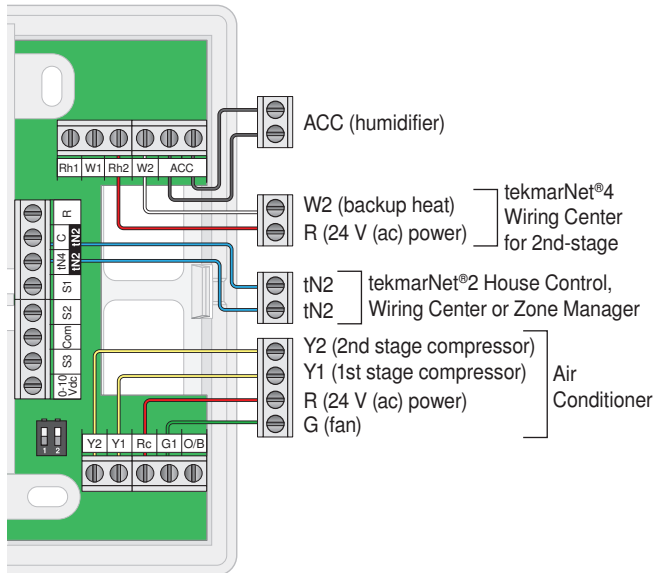 ACC (humidifier)
Rh1 W1 Rh2 W2 ACC
W2 (backup heat)
R (24 V (ac) power)
tekmarNet®4
Wiring Center
for 2nd-stage
R
C tN2
tN4 tN2
S1
S2
Com
S3
0-10
Vdc
tN2
tN2
tekmarNet®2 House Control,
Wiring Center or Zone Manager
Y2 (2nd stage compressor)
Y1 (1st stage compressor)
R (24 V (ac) power)
G (fan)
Air
Conditioner
1 2
Y2 Y1 Rc G1 O/B